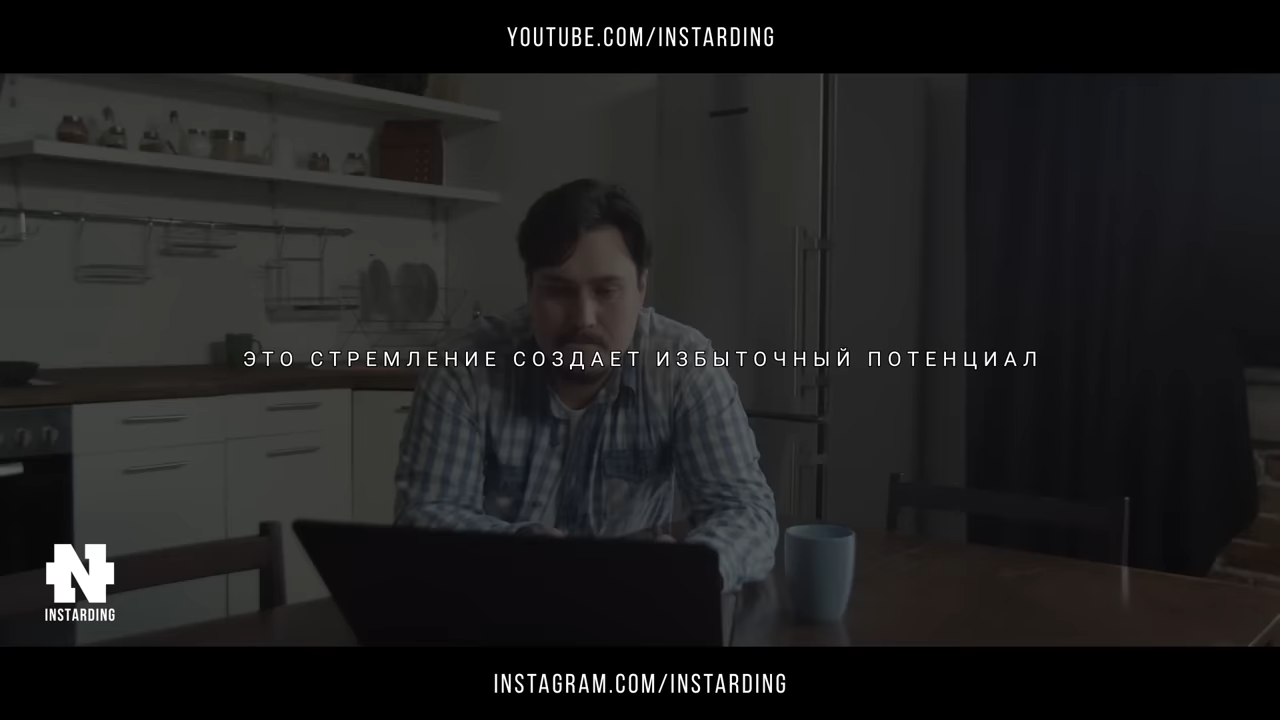 YOUTUBE.COM/INSTARDING
ЭТО СТРЕМЛЕНИЕ СОЗДАЕТ ИЗБЫТОЧНЫЙ ПОТЕНЦИАЛ
N
INSTARDING
INSTAGRAM.COM/INSTARDING